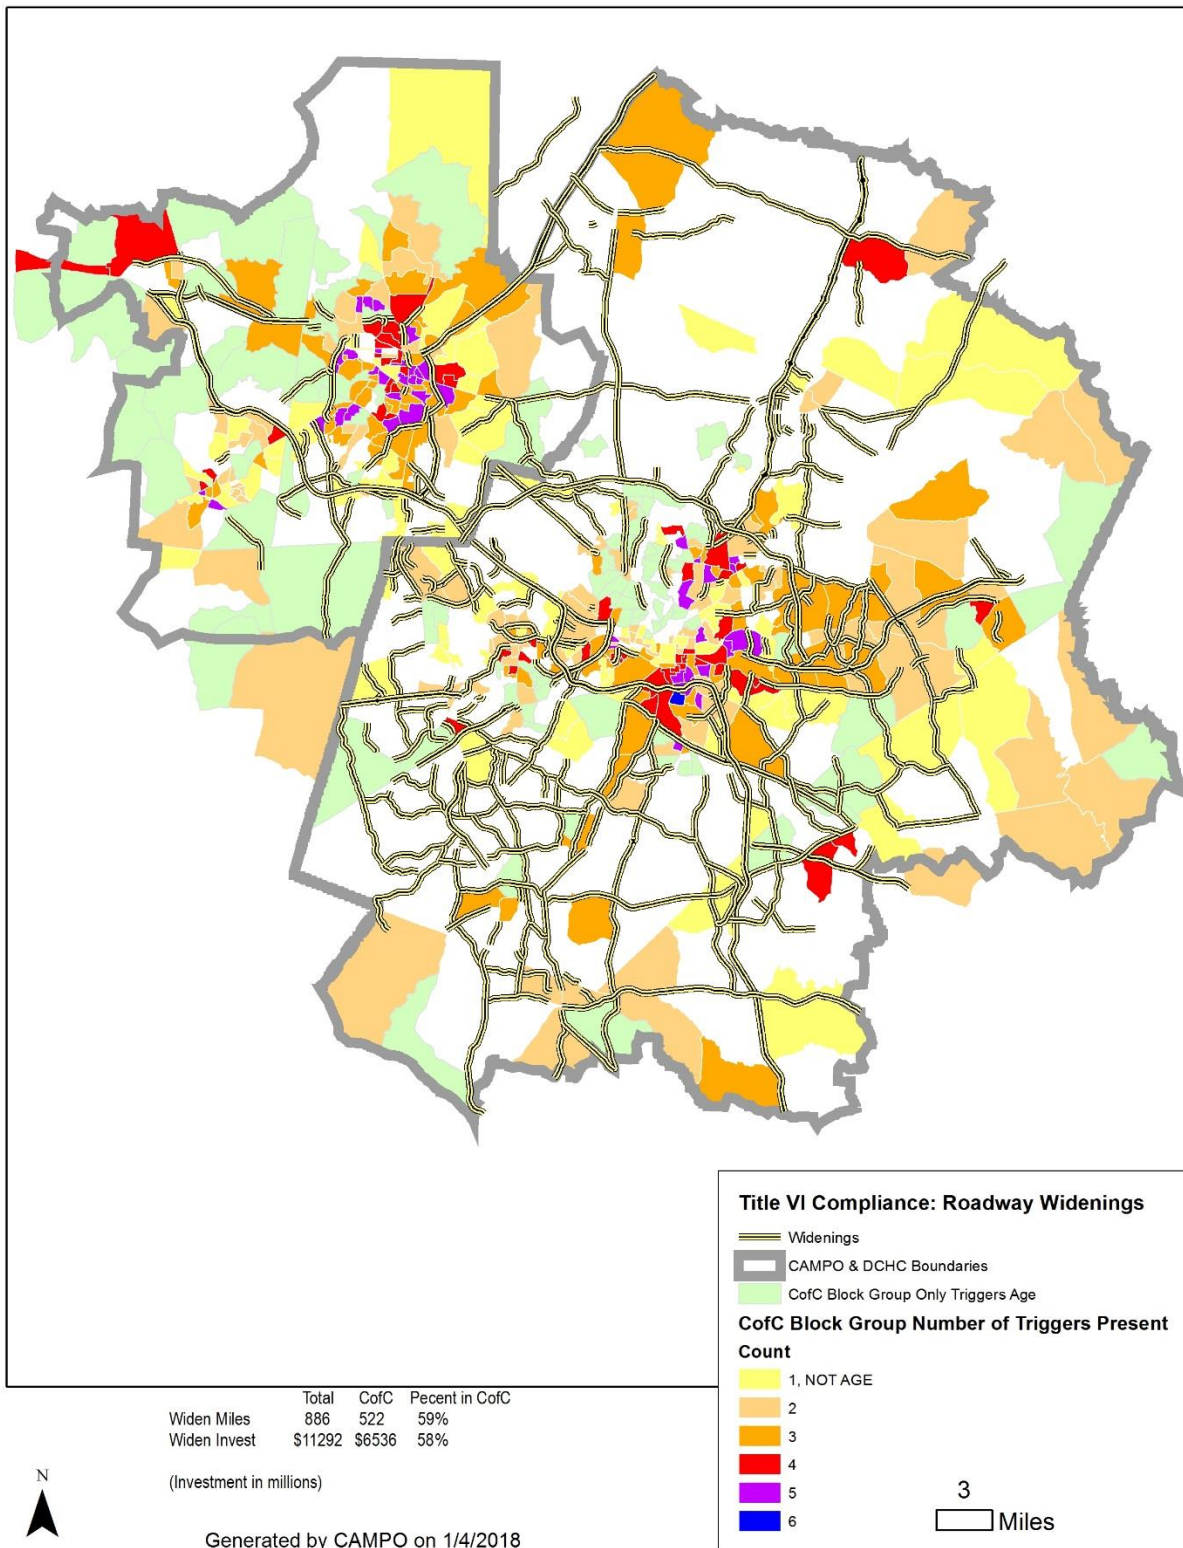 Title VI Compliance: Roadway Widenings
Widenings
CAMPO & DCHC Boundaries
CofC Block Group Only Triggers Age
CofC Block Group Number of Triggers Present
Count
1, NOT AGE
2
3
4
5
6
3
Miles
Total CofC Pecent in CofC
Widen Miles 886 522 59%
Widen Invest $11292 $6536 58%
(Investment in millions)
N
Generated by CAMPO on 1/4/2018